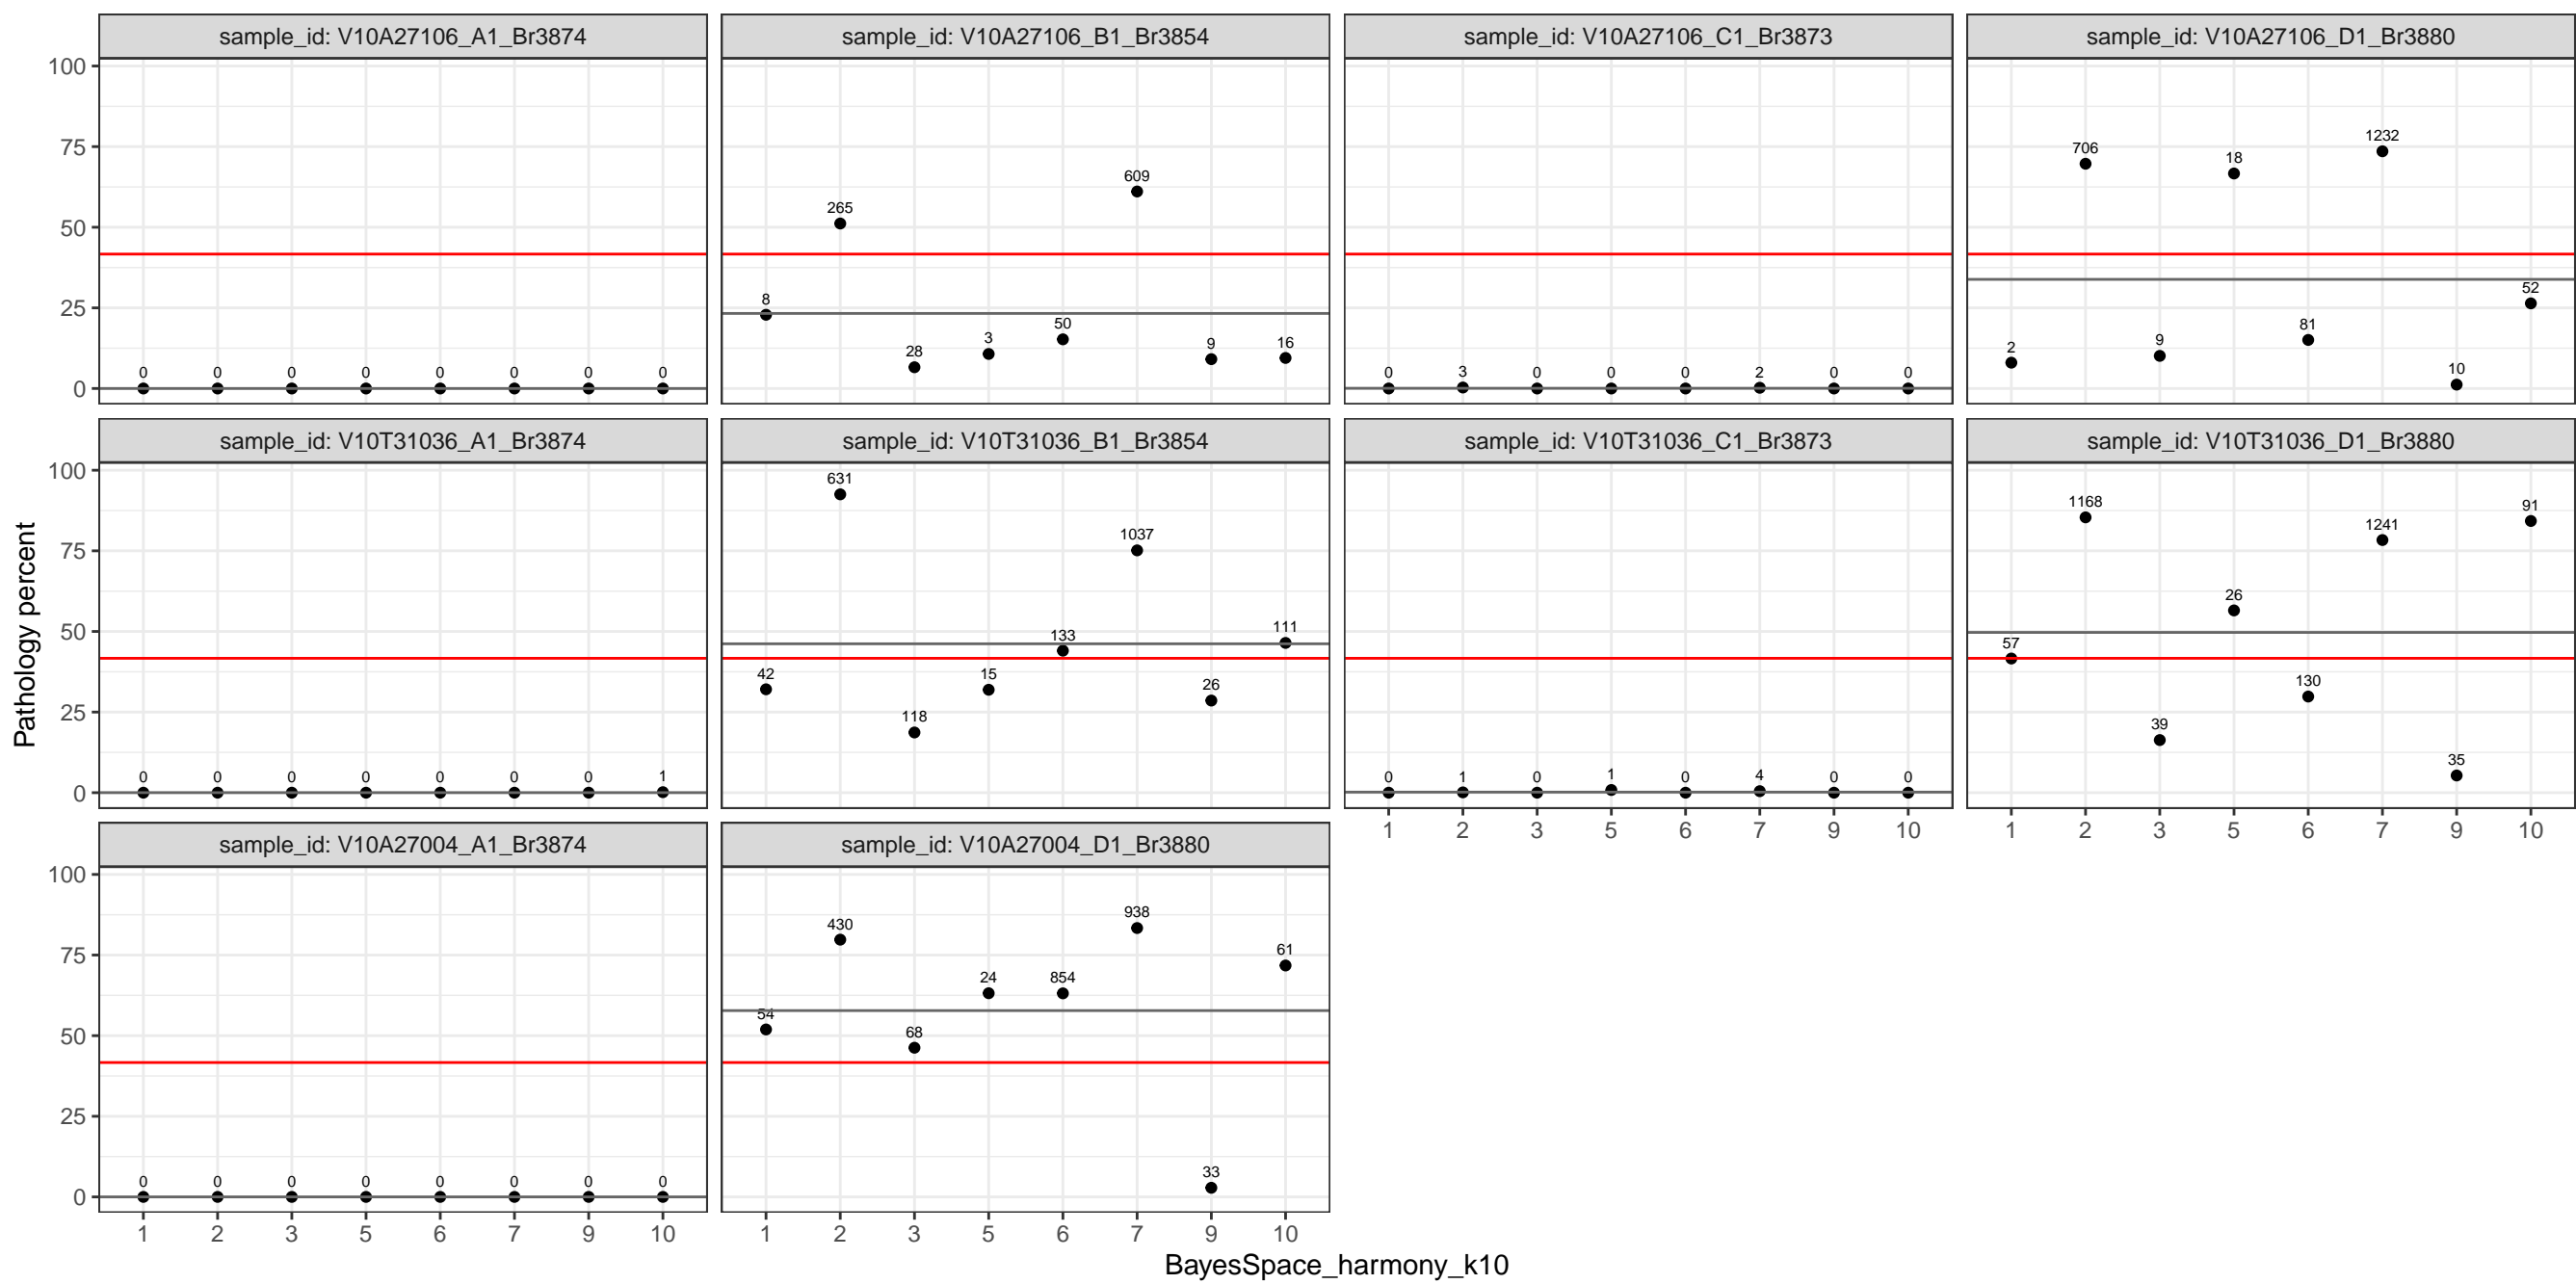 sample_id: V10A27106_A1_Br3874
sample_id: V10A27106_B1_Br3854
sample_id: V10A27106_C1_Br3873
sample_id: V10A27106_D1_Br3880
100
75
50
25
0
0 0 0 0 0 0 0 0
8 265 28 3 50 609 9 16
0 3 0 0 0 2 0 0
2 706 9 18 81 1232 10 52
sample_id: V10T31036_A1_Br3874
sample_id: V10T31036_B1_Br3854
sample_id: V10T31036_C1_Br3873
sample_id: V10T31036_D1_Br3880
Pathology percent
100
75
50
25
0
0 0 0 0 0 0 0 1
42 631 118 15 133 1037 26 111
0 1 0 1 0 4 0 0
57 1168 39 26 130 1241 35 91
1 2 3 5 6 7 9 10
1 2 3 5 6 7 9 10
sample_id: V10A27004_A1_Br3874
sample_id: V10A27004_D1_Br3880
100
75
50
25
0
0 0 0 0 0 0 0 0
54 430 68 24 854 938 33 61
1 2 3 5 6 7 9 10
1 2 3 5 6 7 9 10
BayesSpace_harmony_k10